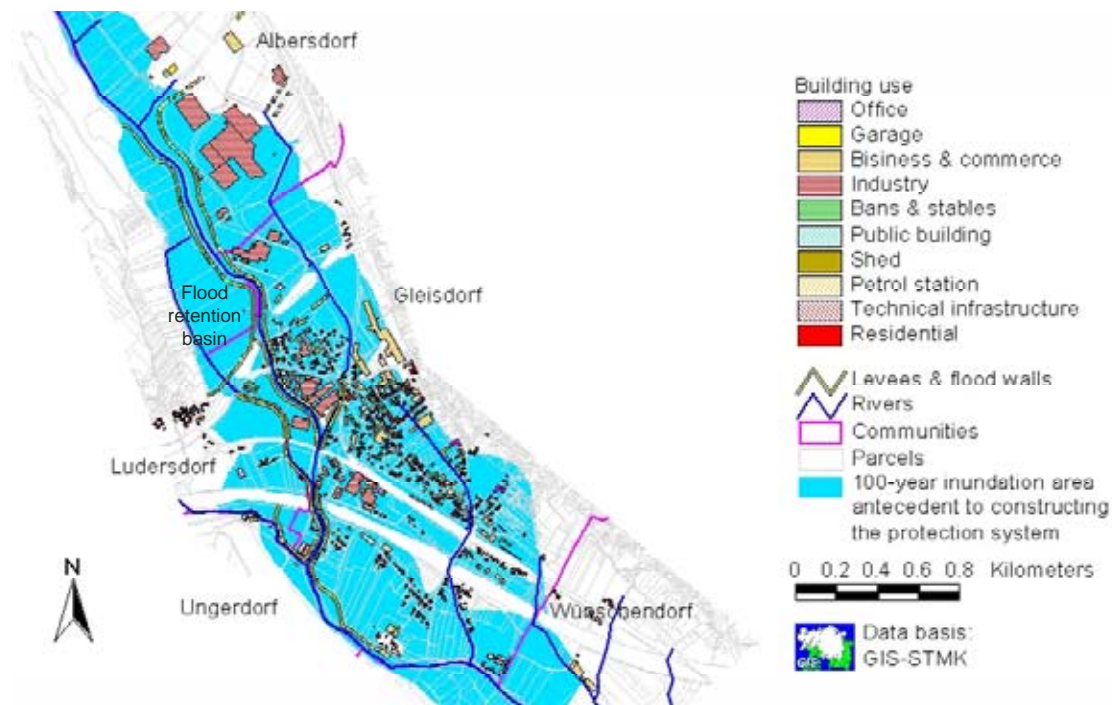 Albersdorf
Gleisdorf
Flood
retention
basin
Ludersdorf
N
Ungerdorf
Wünschendorf
Building use
Office
Garage
Bisiness & commerce
Industry
Bans & stables
Public building
Shed
Petrol station
Technical infrastructure
Residential
Levees & flood walls
Rivers
Communities
Parcels
100-year inundation area
antecedent to constructing
the protection system
0 0.2 0.4 0.6 0.8 Kilometers
GIS
Data basis:
GIS-STMK